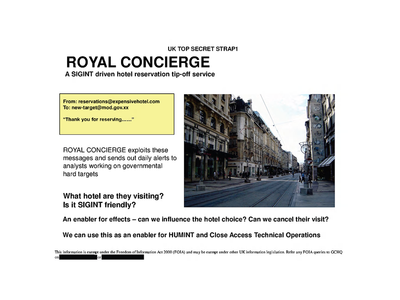 UK TOP SECRET STRAP1
ROYAL CONCIERGE
A SIGINT driven hotel reservation tip-off service
From: reservations@expensivehotel.com
To: new-target@mod.gov.xx
"Thank you for reserving……"
ROYAL CONCIERGE exploits these
messages and sends out daily alerts to
analysts working on governmental
hard targets
What hotel are they visiting?
Is it SIGINT friendly?
An enabler for effects – can we influence the hotel choice? Can we cancel their visit?
We can use this as an enabler for HUMINT and Close Access Technical Operations
This information is exempt under the Freedom of Information Act 2000 (FOIA) and may be exempt under other UK information legislation. Refer any FOIA queries to GCHQ
on or